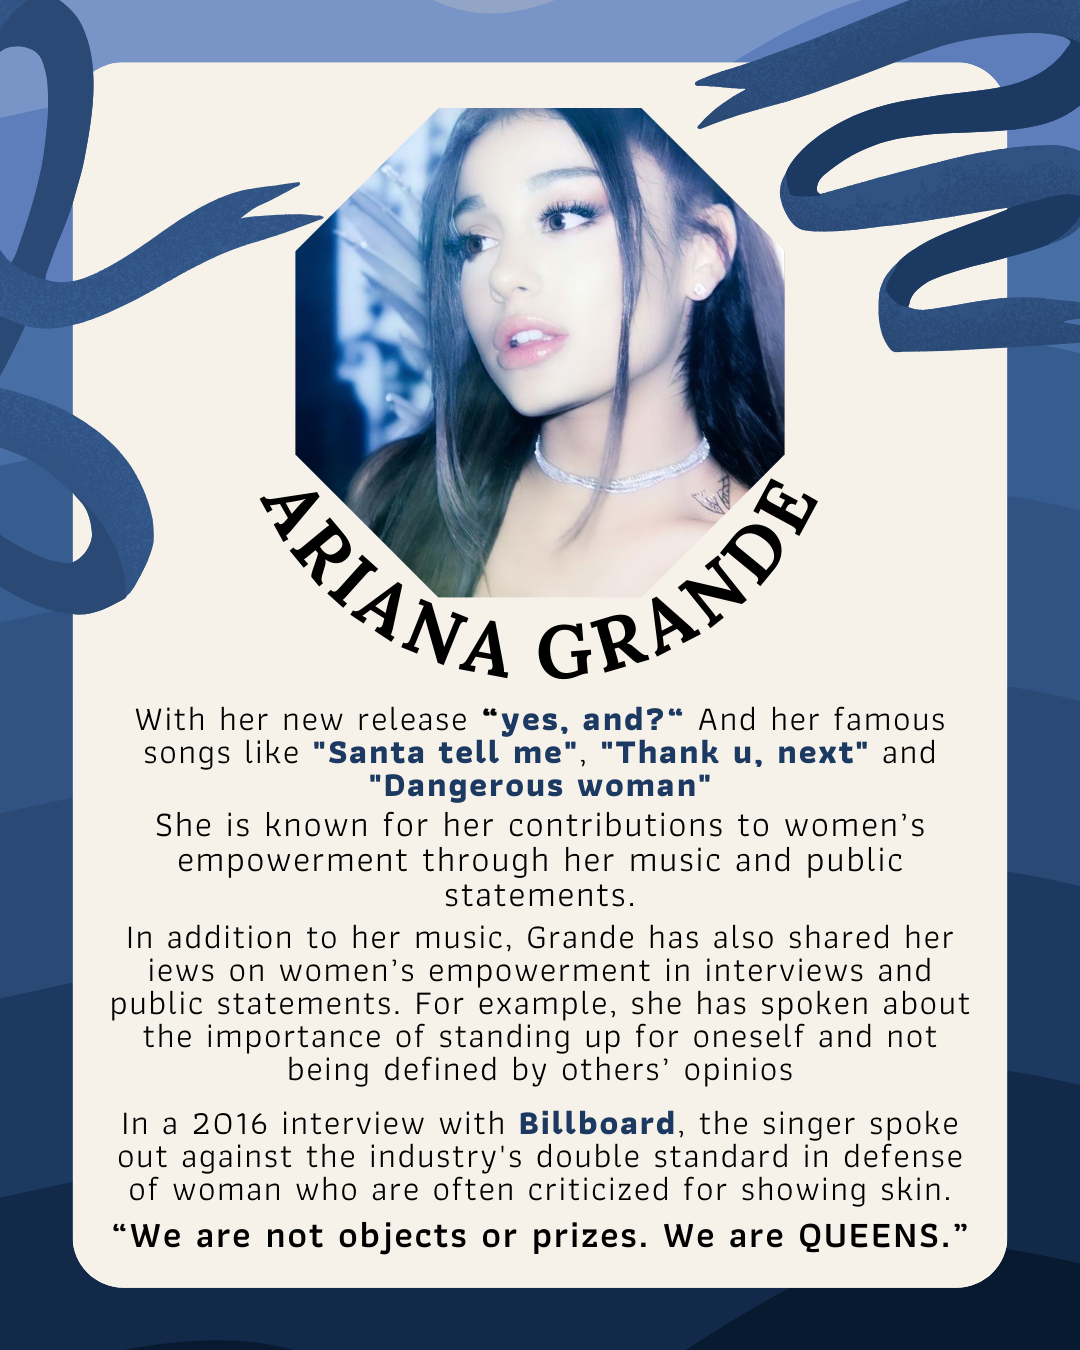 ARIANA GRANDE
With her new release “yes, and?“ And her famous
songs like "Santa tell me", "Thank u, next" and
"Dangerous woman"
She is known for her contributions to women’s
empowerment through her music and public
statements.
In addition to her music, Grande has also shared her
iews on women’s empowerment in interviews and
public statements. For example, she has spoken about
the importance of standing up for oneself and not
being defined by others’ opinios
In a 2016 interview with Billboard, the singer spoke
out against the industry's double standard in defense
of woman who are often criticized for showing skin.
“We are not objects or prizes. We are QUEENS.”